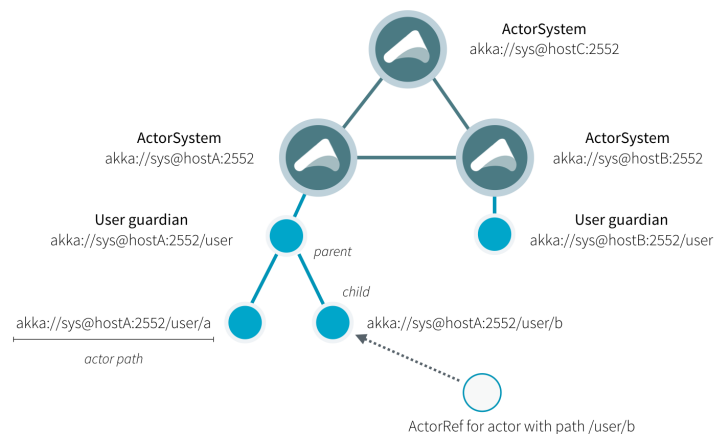 ActorSystem
akka://sys@hostC:2552
ActorSystem
akka://sys@hostA:2552
ActorSystem
akka://sys@hostB:2552
User guardian
akka://sys@hostA:2552/user
User guardian
akka://sys@hostB:2552/user
parent
child
akka://sys@hostA:2552/user/a
akka://sys@hostA:2552/user/b
actor path
ActorRef for actor with path /user/b